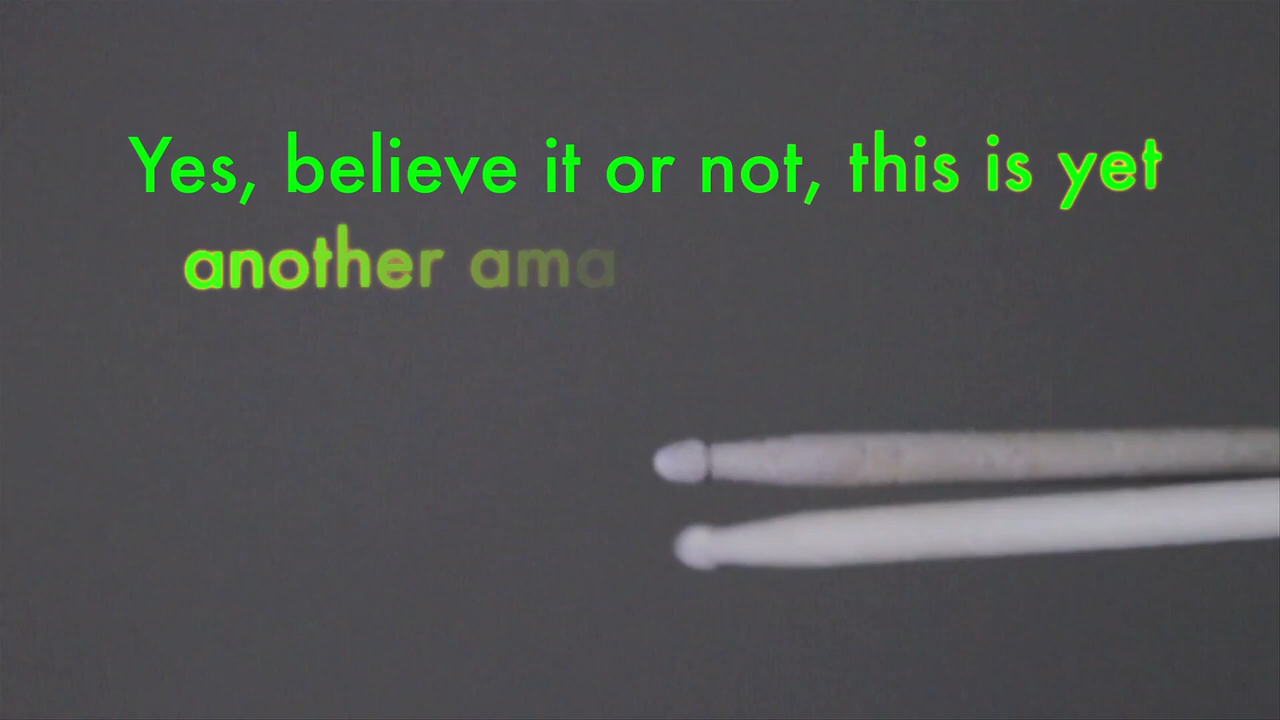 Yes, believe it or not, this is yet
another ama